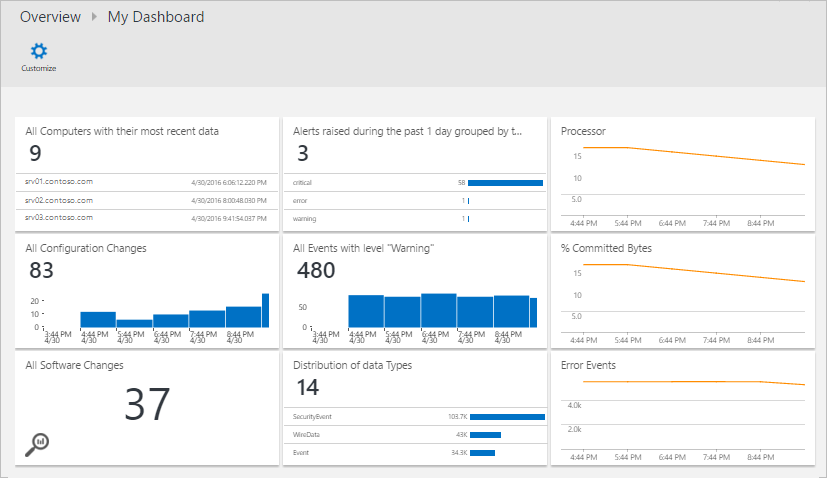 Overview My Dashboard
Customize
All Computers with their most recent data
9
srv01.contoso.com 4/30/2016 6:06:12.220 PM
srv02.contoso.com 4/30/2016 8:00:48.030 PM
srv03.contoso.com 4/30/2016 9:41:54.037 PM
Alerts raised during the past 1 day grouped by t...
3
critical 58
error 1
warning 1
Processor
15
10
5.0
4:44 PM 5:44 PM 6:44 PM 7:44 PM 8:44 PM
All Configuration Changes
83
20
10
0
3:44 PM 4:44 PM 5:44 PM 6:44 PM 7:44 PM 8:44 PM
4/30 4/30 4/30 4/30 4/30 4/30
All Events with level "Warning"
480
50
0
3:44 PM 4:44 PM 5:44 PM 6:44 PM 7:44 PM 8:44 PM
4/30 4/30 4/30 4/30 4/30 4/30
% Committed Bytes
15
10
5.0
4:44 PM 5:44 PM 6:44 PM 7:44 PM 8:44 PM
All Software Changes
37
Distribution of data Types
14
SecurityEvent 103.7K
WireData 43K
Event 34.3K
Error Events
4.0k
2.0k
4:44 PM 5:44 PM 6:44 PM 7:44 PM 8:44 PM